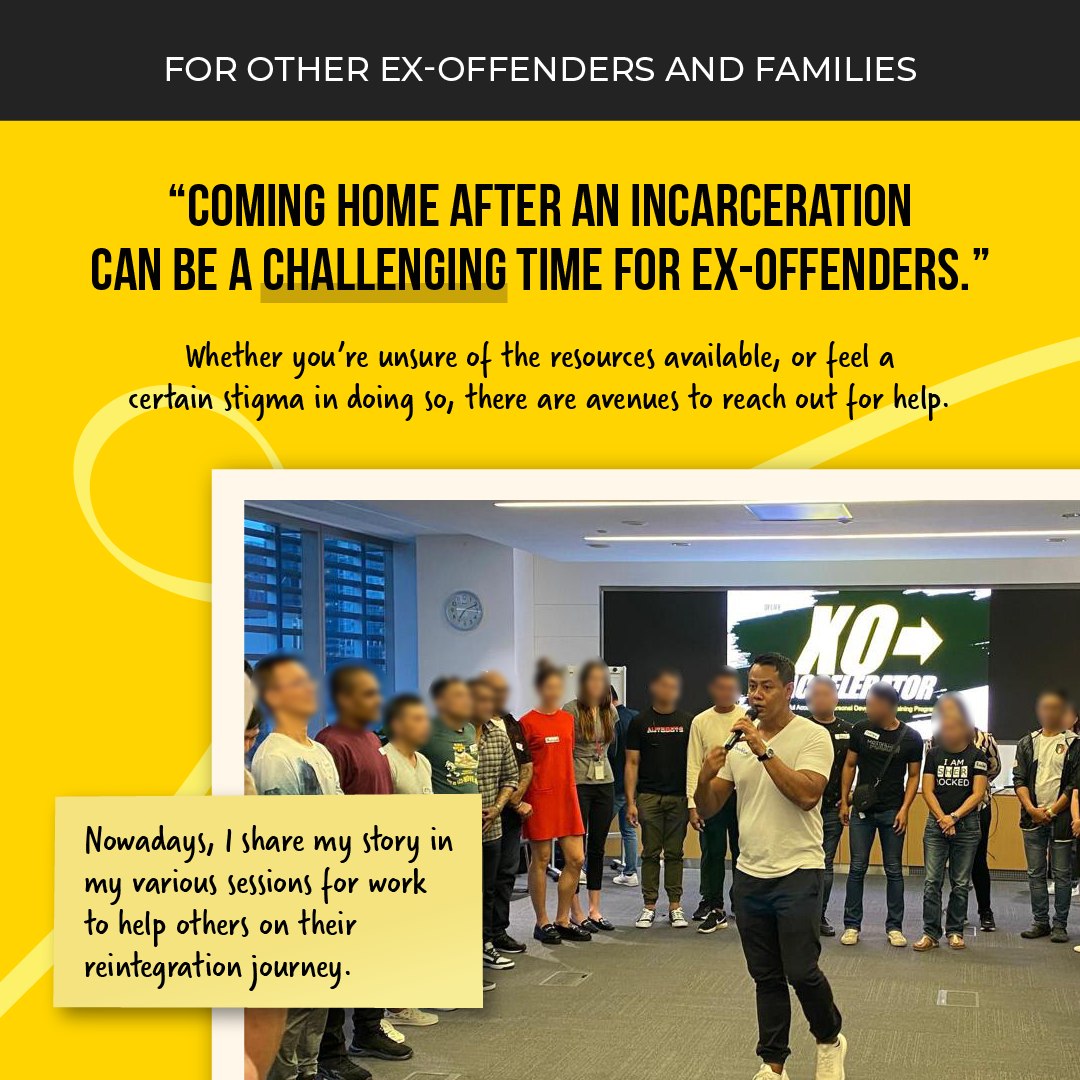 FOR OTHER EX-OFFENDERS AND FAMILIES
“COMING HOME AFTER AN INCARCERATION
CAN BE A CHALLENGING TIME FOR EX-OFFENDERS.”
Whether you’re unsure of the resources available, or feel a
certain stigma in doing so, there are avenues to reach out for help.
XO
I AM
Nowadays, I share my story in
my various sessions for work
to help others on their
reintegration journey.